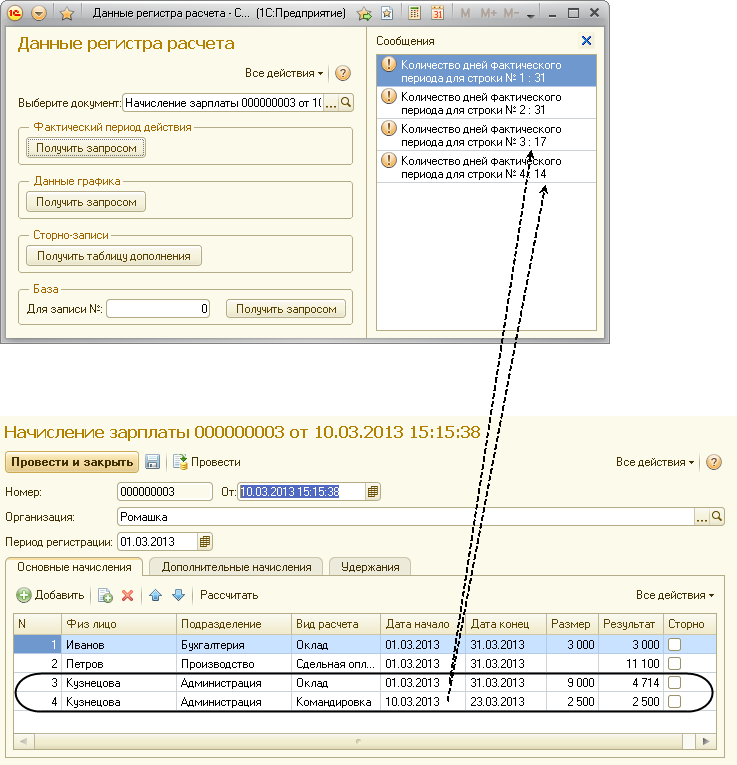 Данные регистра расчета - С... (1С:Предприятие)
M M+ M-
Данные регистра расчета
Все действия
Выберите документ: Начисление зарплаты 000000003 от 10 ...
Фактический период действия
Получить запросом
Данные графика
Получить запросом
Сторно-записи
Получить таблицу дополнения
База
Для записи №: 0 Получить запросом
Сообщения
Количество дней фактического
периода для строки № 1 : 31
Количество дней фактического
периода для строки № 2 : 31
Количество дней фактического
периода для строки № 3 : 17
Количество дней фактического
периода для строки № 4 : 14
Начисление зарплаты 000000003 от 10.03.2013 15:15:38
Провести и закрыть Провести Все действия
Номер: 000000003 От: 10.03.2013 15:15:38
Организация: Ромашка ...
Период регистрации: 01.03.2013
Основные начисления Дополнительные начисления Удержания
Добавить Рассчитать Все действия
N Физ лицо Подразделение Вид расчета Дата начало Дата конец Размер Результат Сторно
1 Иванов Бухгалтерия Оклад 01.03.2013 31.03.2013 3 000 3 000
2 Петров Производство Сдельная опл... 01.03.2013 31.03.2013 11 100
3 Кузнецова Администрация Оклад 01.03.2013 31.03.2013 9 000 4 714
4 Кузнецова Администрация Командировка 10.03.2013 23.03.2013 2 500 2 500